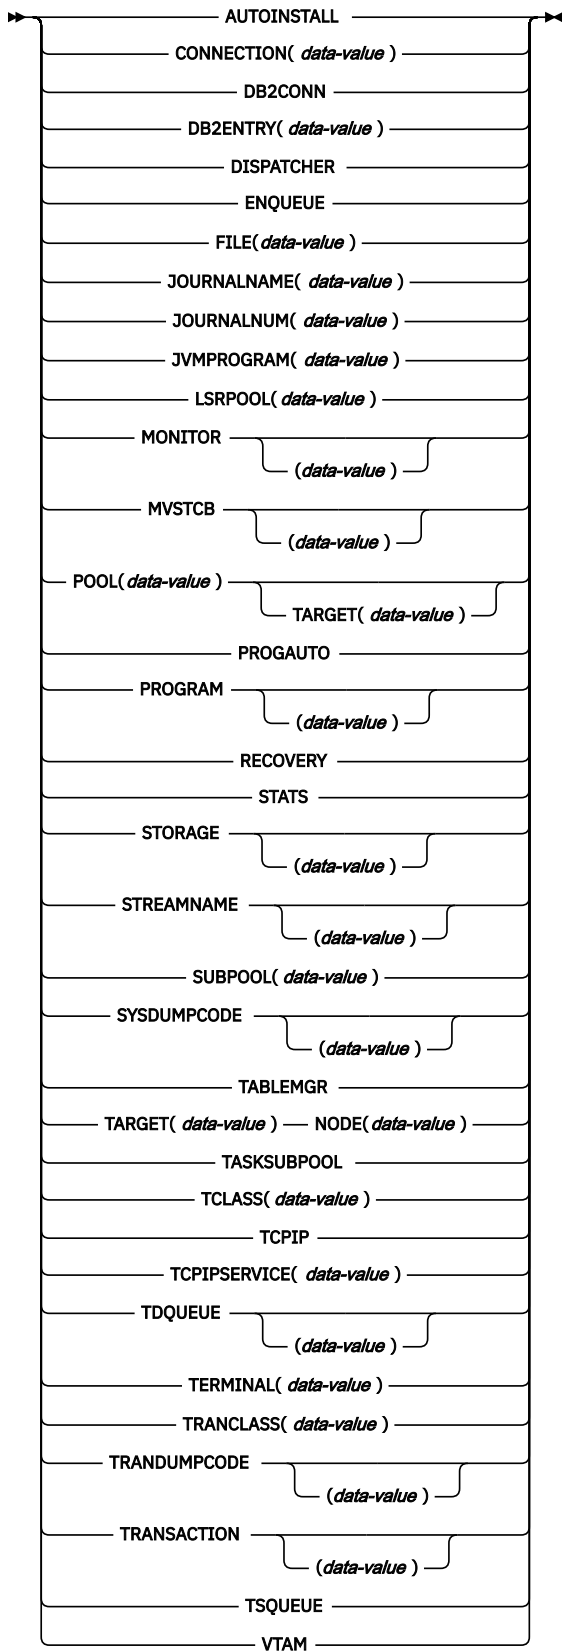 AUTOINSTALL
CONNECTION( data-value )
DB2CONN
DB2ENTRY( data-value )
DISPATCHER
ENQUEUE
FILE(data-value )
JOURNALNAME( data-value )
JOURNALNUM( data-value )
JVMPROGRAM( data-value )
LSRPOOL( data-value )
MONITOR
(data-value )
MVSTCB
(data-value )
POOL(data-value )
TARGET( data-value )
PROGAUTO
PROGRAM
(data-value )
RECOVERY
STATS
STORAGE
(data-value )
STREAMNAME
(data-value )
SUBPOOL( data-value )
SYSDUMPCODE
(data-value )
TABLEMGR
TARGET( data-value ) NODE(data-value )
TASKSUBPOOL
TCLASS( data-value )
TCPIP
TCPIPSERVICE( data-value )
TDQUEUE
(data-value )
TERMINAL( data-value )
TRANCLASS( data-value )
TRANDUMPCODE
(data-value )
TRANSACTION
(data-value )
TSQUEUE
VTAM